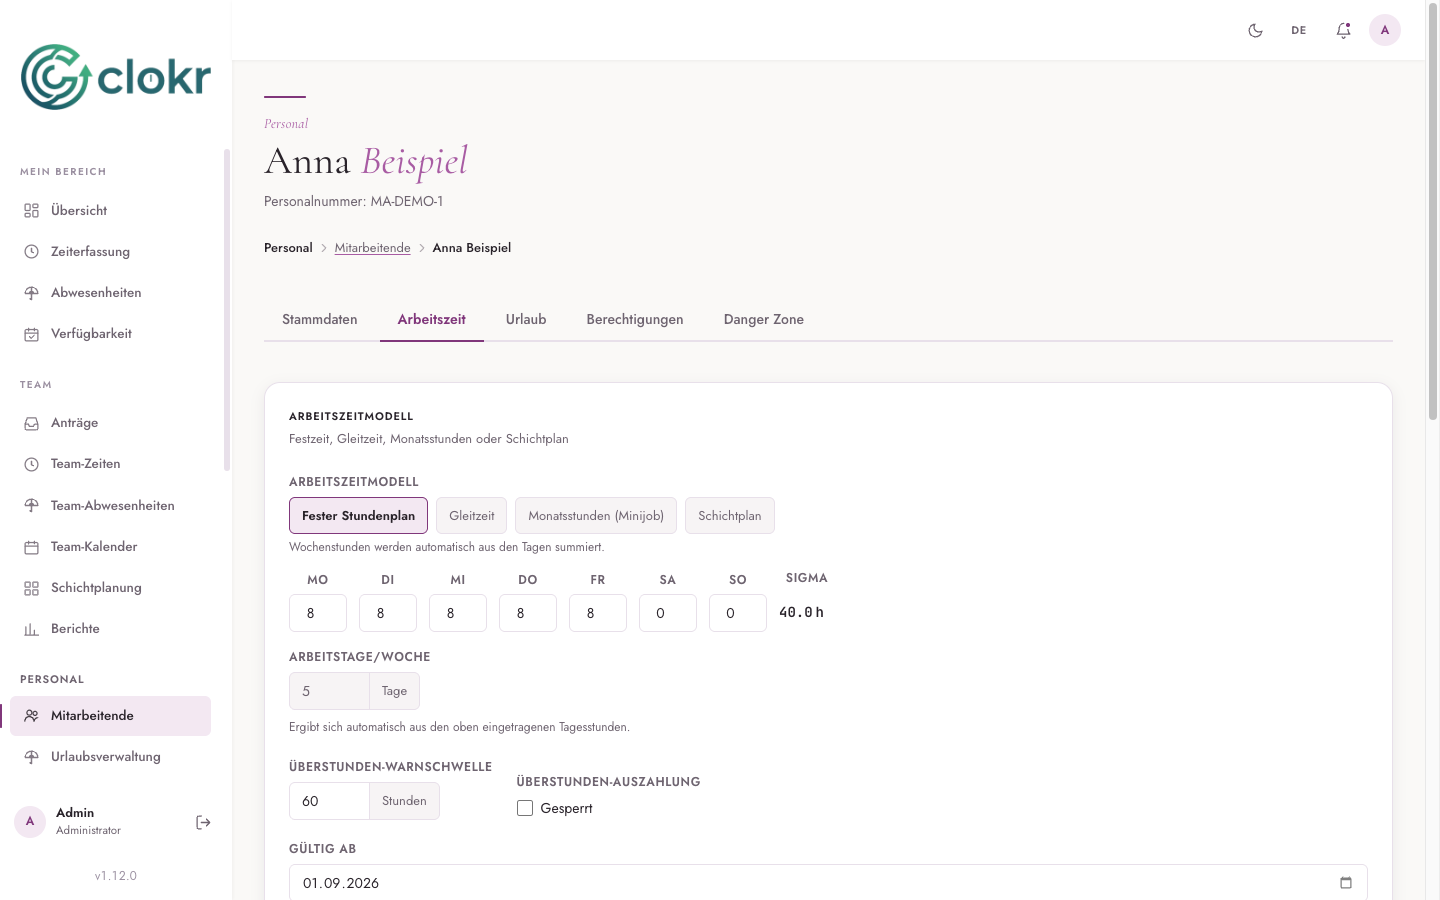 clokr
DE
A
MEIN BEREICH
Übersicht
Zeiterfassung
Abwesenheiten
Verfügbarkeit
TEAM
Anträge
Team-Zeiten
Team-Abwesenheiten
Team-Kalender
Schichtplanung
Berichte
PERSONAL
Mitarbeitende
Urlaubsverwaltung
A
Admin
Administrator
v1.12.0
Personal
Anna Beispiel
Personalnummer: MA-DEMO-1
Personal > Mitarbeitende > Anna Beispiel
Stammdaten Arbeitszeit Urlaub Berechtigungen Danger Zone
ARBEITSZEITMODELL
Festzeit, Gleitzeit, Monatsstunden oder Schichtplan
ARBEITSZEITMODELL
Fester Stundenplan Gleitzeit Monatsstunden (Minijob) Schichtplan
Wochenstunden werden automatisch aus den Tagen summiert.
MO DI MI DO FR SA SO SIGMA
8 8 8 8 8 0 0 40.0 h
ARBEITSTAGE/WOCHE
5 Tage
Ergibt sich automatisch aus den oben eingetragenen Tagesstunden.
ÜBERSTUNDEN-WARNSCHWELLE
60 Stunden
ÜBERSTUNDEN-AUSZAHLUNG
Gesperrt
GÜLTIG AB
01.09.2026